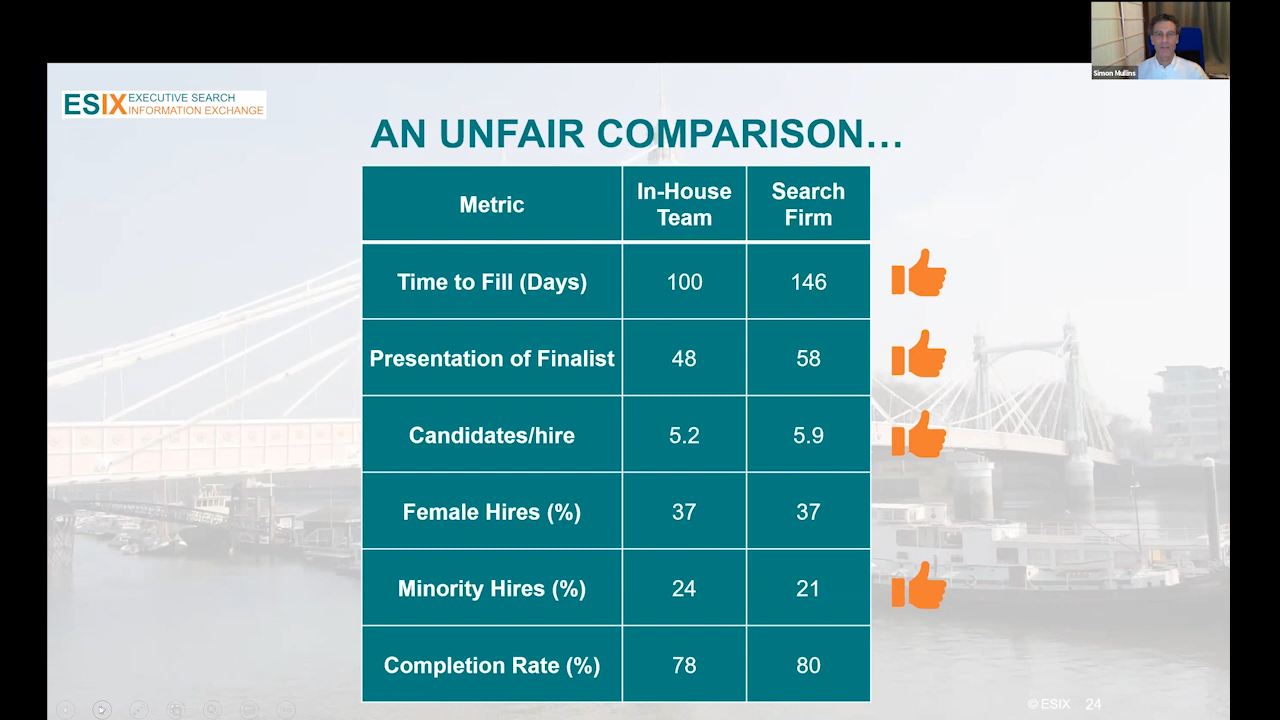 Simon Mullins
ESIX EXECUTIVE SEARCH
INFORMATION EXCHANGE
AN UNFAIR COMPARISON…
Metric
In-House
Team
Search
Firm
Time to Fill (Days) 100 146
Presentation of Finalist 48 58
Candidates/hire 5.2 5.9
Female Hires (%) 37 37
Minority Hires (%) 24 21
Completion Rate (%) 78 80
© ESIX 24